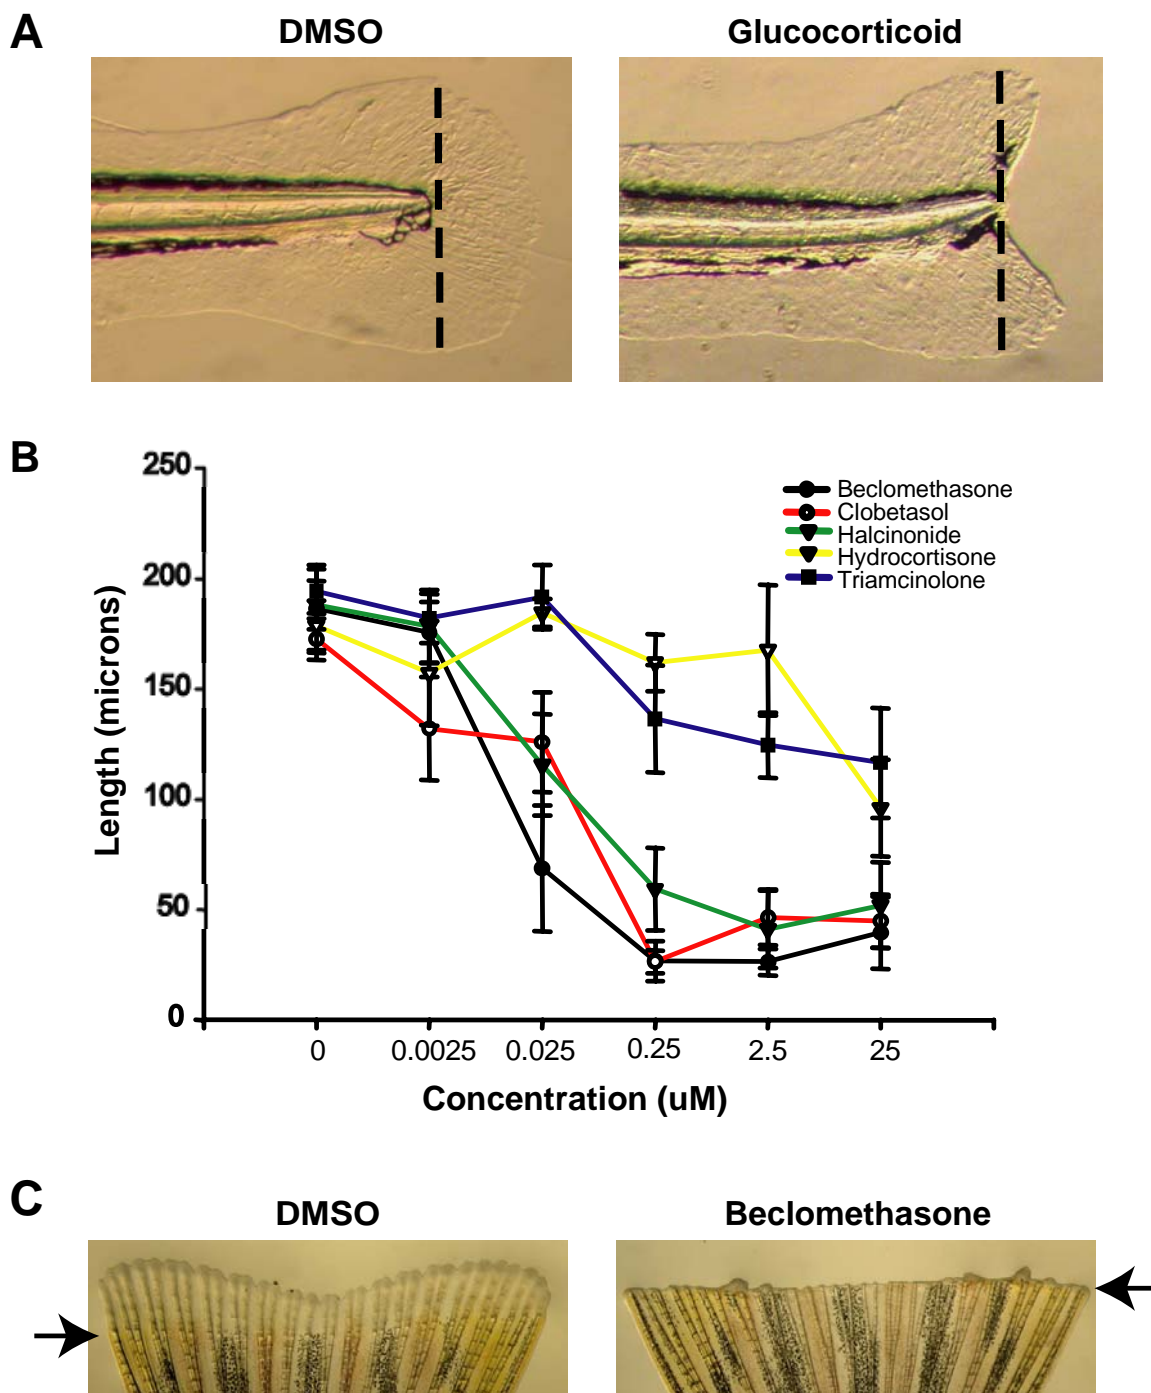 A
DMSO
Glucocorticoid
B
250
200
150
100
50
0
Length (microns)
Beclomethasone
Clobetasol
Halcinonide
Hydrocortisone
Triamcinolone
0 0.0025 0.025 0.25 2.5 25
Concentration (uM)
C
DMSO
Beclomethasone